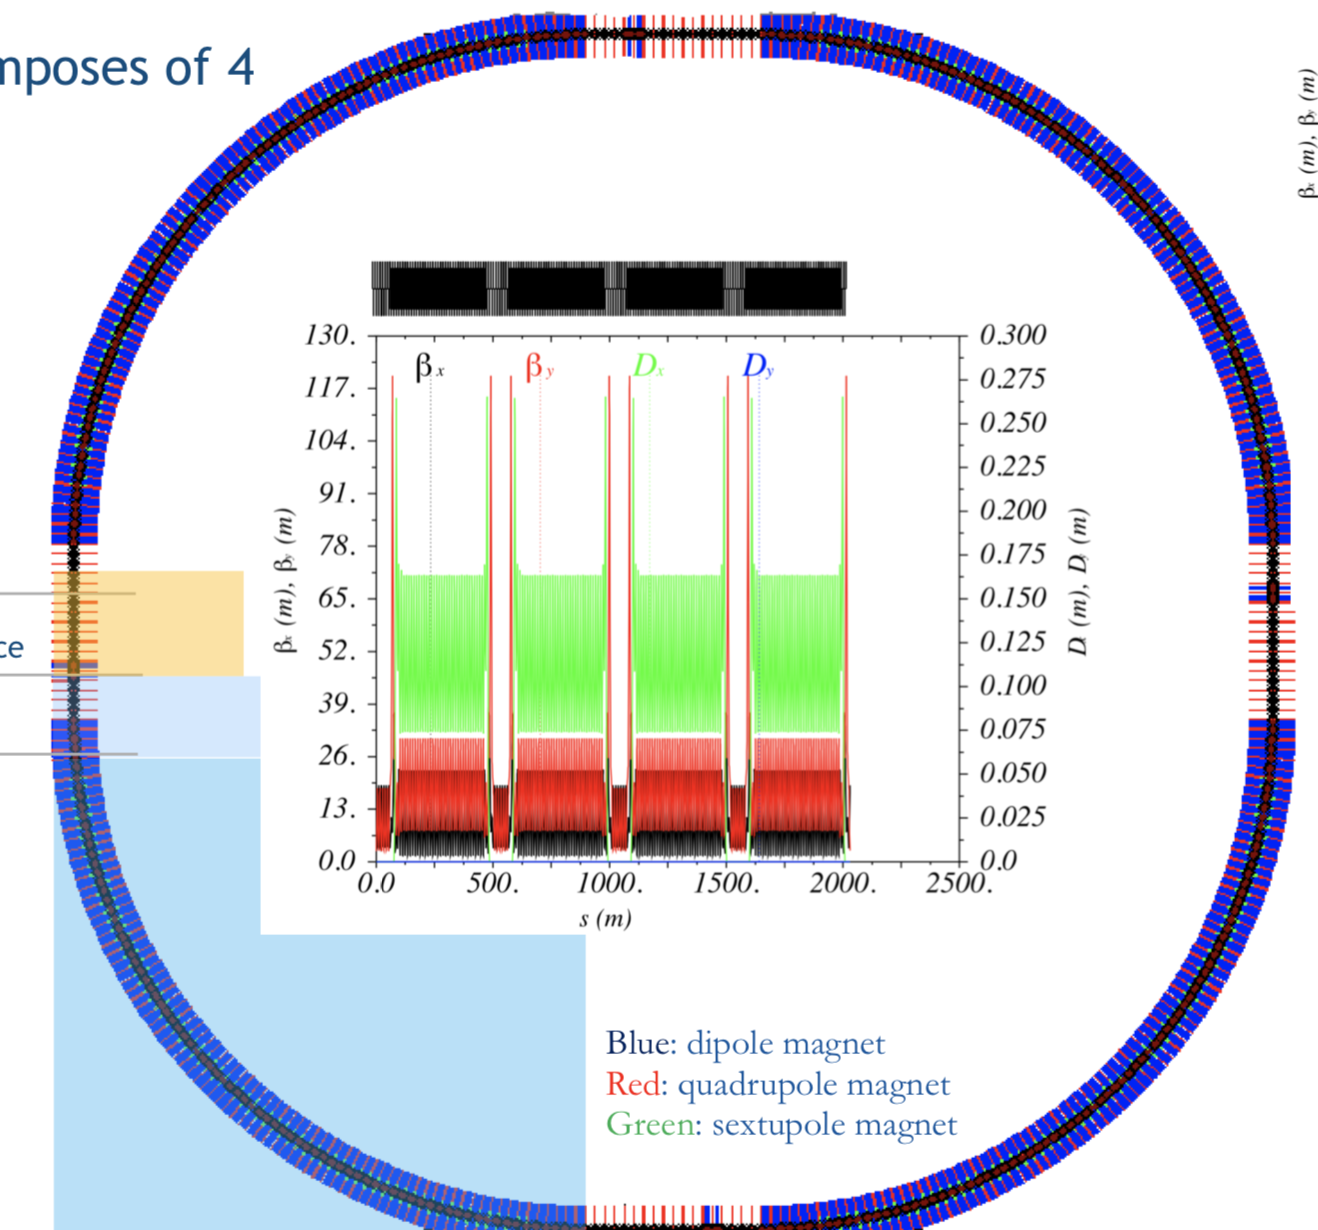 mposes of 4
βx (m), βy (m)
ce
130.
117.
104.
91.
78.
65.
52.
39.
26.
13.
0.0
βx (m), βy (m)
βx
βy
Dx
Dy
0.300
0.275
0.250
0.225
0.200
0.175
0.150
0.125
0.100
0.075
0.050
0.025
0.0
Dx (m), Dy (m)
0.0 500. 1000. 1500. 2000. 2500.
s (m)
Blue: dipole magnet
Red: quadrupole magnet
Green: sextupole magnet